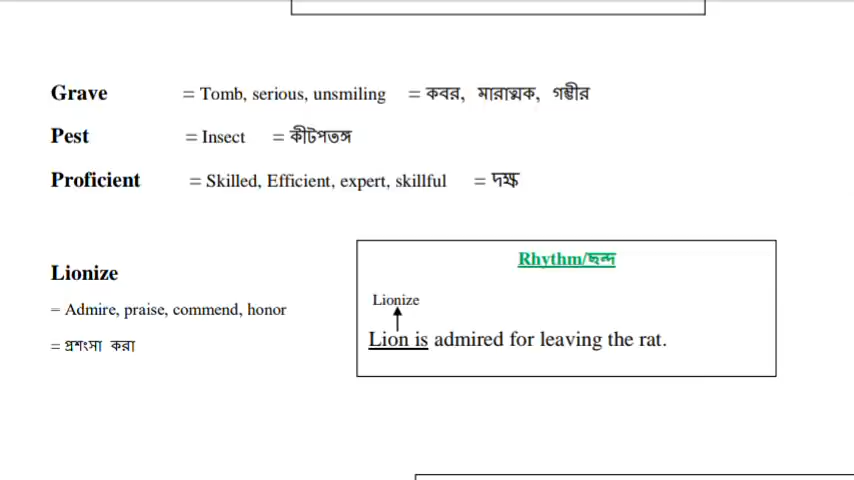 Grave = Tomb, serious, unsmiling = কবর, মারাত্মক, গম্ভীর
Pest = Insect = কীটপতঙ্গ
Proficient = Skilled, Efficient, expert, skillful = দক্ষ
Lionize
= Admire, praise, commend, honor
= প্রশংসা করা
Rhythm/ছন্দ
Lionize
Lion is admired for leaving the rat.